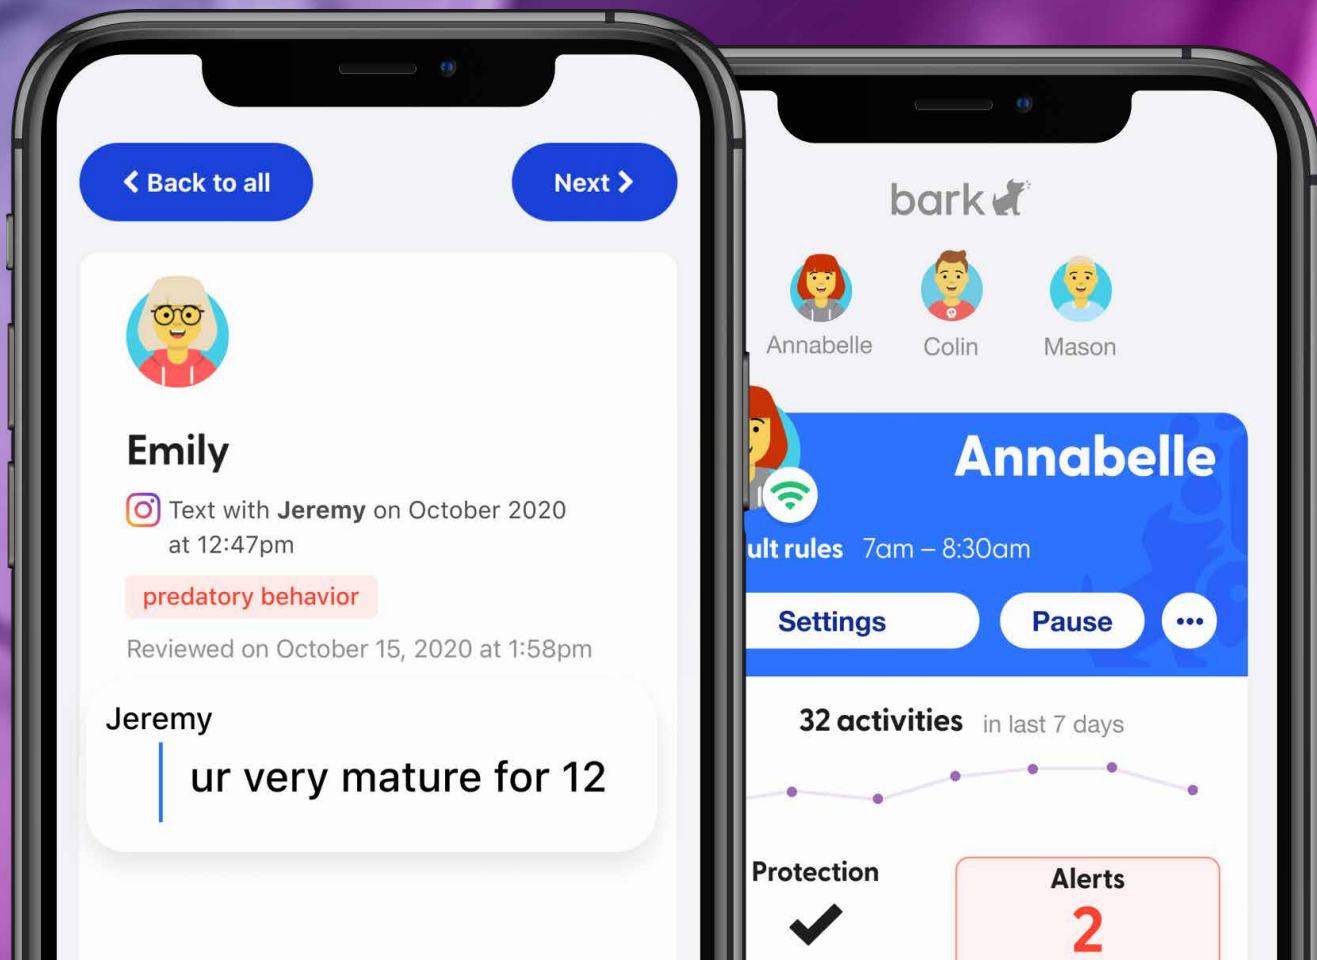 Back to all
Next
Emily
Text with Jeremy on October 2020
at 12:47pm
predatory behavior
Reviewed on October 15, 2020 at 1:58pm
Jeremy
ur very mature for 12
bark
Annabelle
Colin
Mason
Annabelle
ult rules 7am – 8:30am
Settings
Pause
32 activities in last 7 days
Protection
Alerts
2